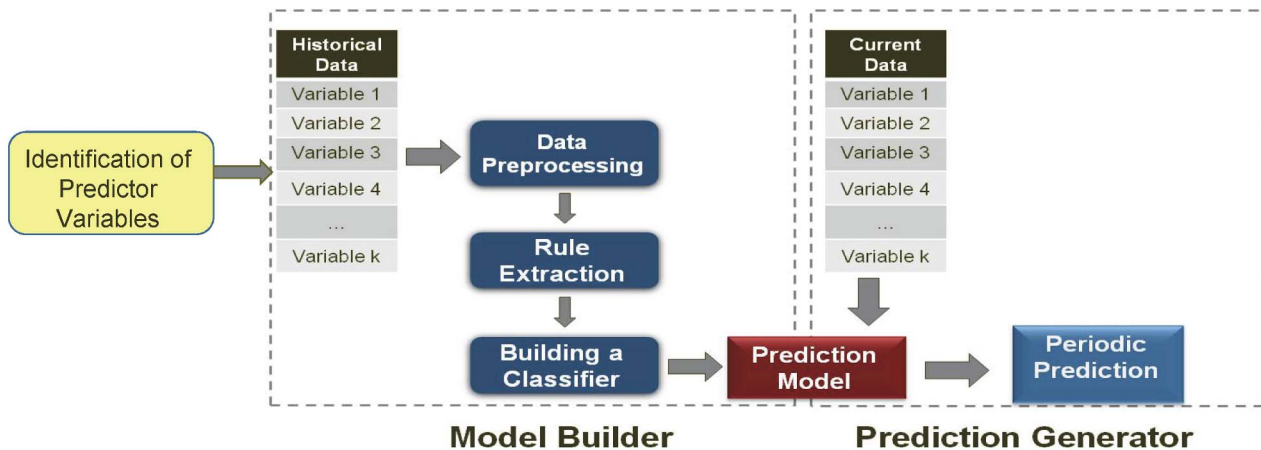 Identification of
Predictor
Variables
Historical
Data
Variable 1
Variable 2
Variable 3
Variable 4
...
Variable k
Data
Preprocessing
Rule
Extraction
Building a
Classifier
Prediction
Model
Current
Data
Variable 1
Variable 2
Variable 3
Variable 4
...
Variable k
Periodic
Prediction
Model Builder
Prediction Generator